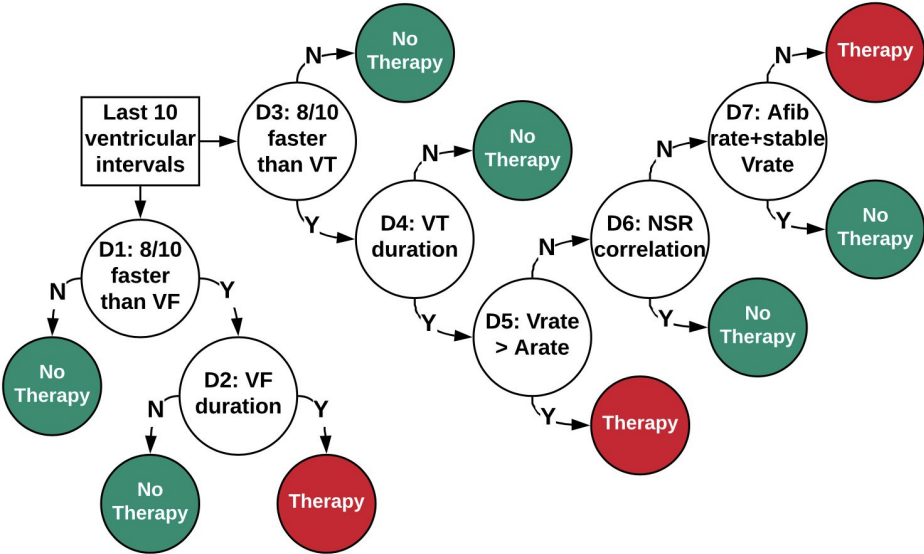 Last 10
ventricular
intervals
D1: 8/10
faster
than VF
N
Y
No
Therapy
D2: VF
duration
N
Y
No
Therapy
Therapy
D3: 8/10
faster
than VT
N
No
Therapy
Y
D4: VT
duration
N
No
Therapy
Y
D5: Vrate
> Arate
Y
Therapy
N
D6: NSR
correlation
Y
No
Therapy
N
D7: Afib
rate+stable
Vrate
N
Therapy
Y
No
Therapy